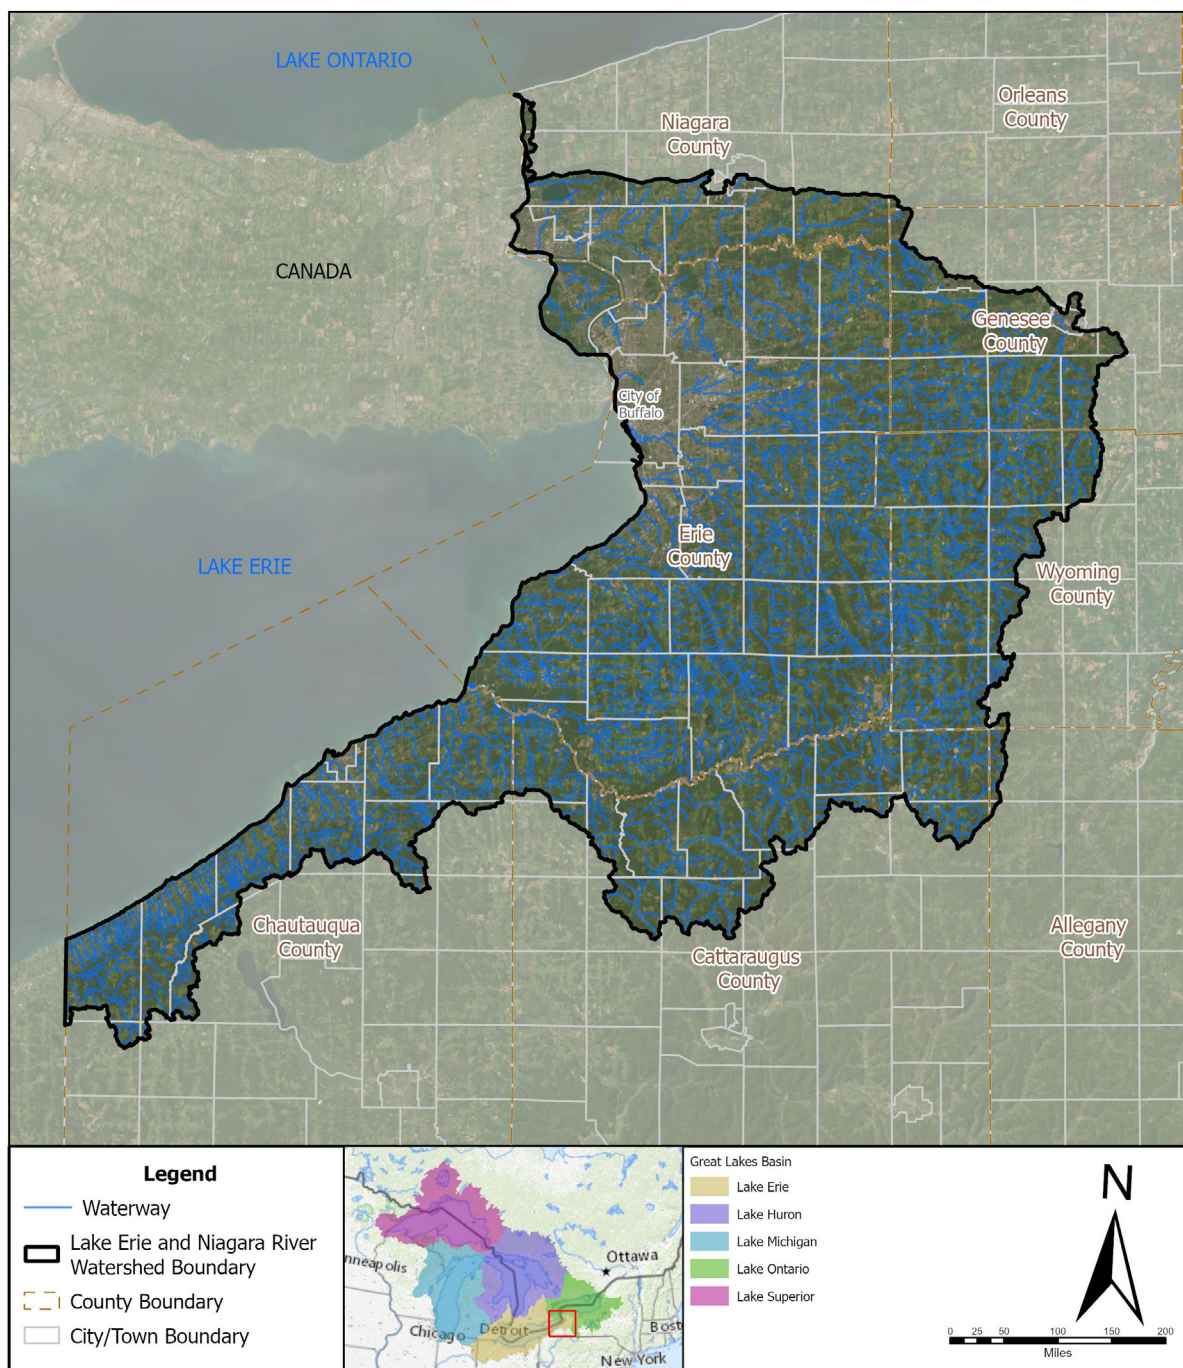 LAKE ONTARIO
Orleans
County
Niagara
County
CANADA
Genesee
County
City of
Buffalo
Erie
County
LAKE ERIE
Wyoming
County
Chautauqua
County
Cattaraugus
County
Allegany
County
Legend
Waterway
Lake Erie and Niagara River
Watershed Boundary
County Boundary
City/Town Boundary
nneapolis
Ottawa
Chicago
Detroit
Bost
New York
Great Lakes Basin
Lake Erie
Lake Huron
Lake Michigan
Lake Ontario
Lake Superior
N
0 25 50 100 150 200
Miles